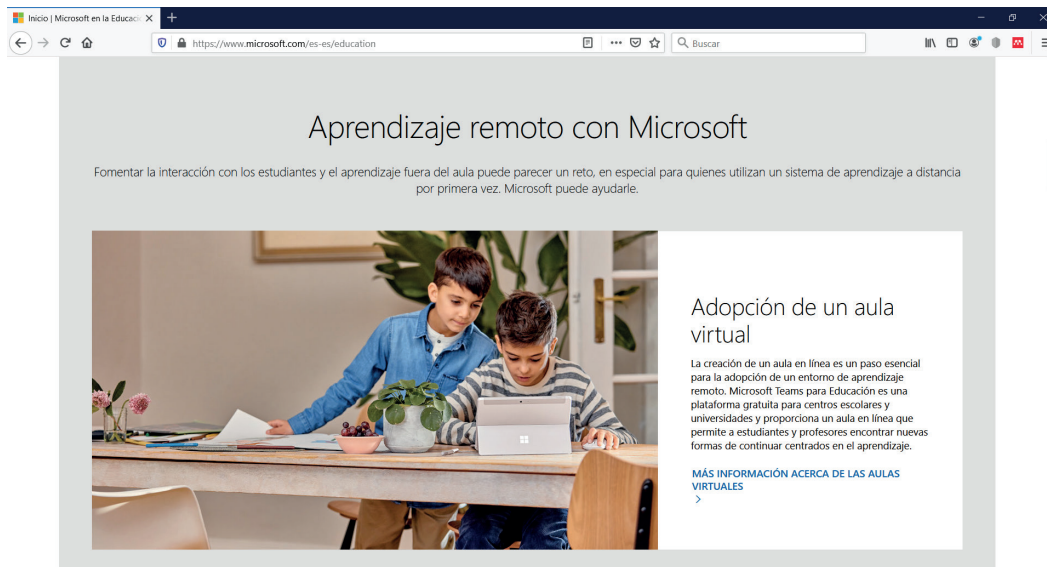 Inicio | Microsoft en la Educaci
https://www.microsoft.com/es-es/education
Buscar
Aprendizaje remoto con Microsoft
Fomentar la interacción con los estudiantes y el aprendizaje fuera del aula puede parecer un reto, en especial para quienes utilizan un sistema de aprendizaje a distancia
por primera vez. Microsoft puede ayudarle.
Adopción de un aula
virtual
La creación de un aula en línea es un paso esencial
para la adopción de un entorno de aprendizaje
remoto. Microsoft Teams para Educación es una
plataforma gratuita para centros escolares y
universidades y proporciona un aula en línea que
permite a estudiantes y profesores encontrar nuevas
formas de continuar centrados en el aprendizaje.
MÁS INFORMACIÓN ACERCA DE LAS AULAS
VIRTUALES